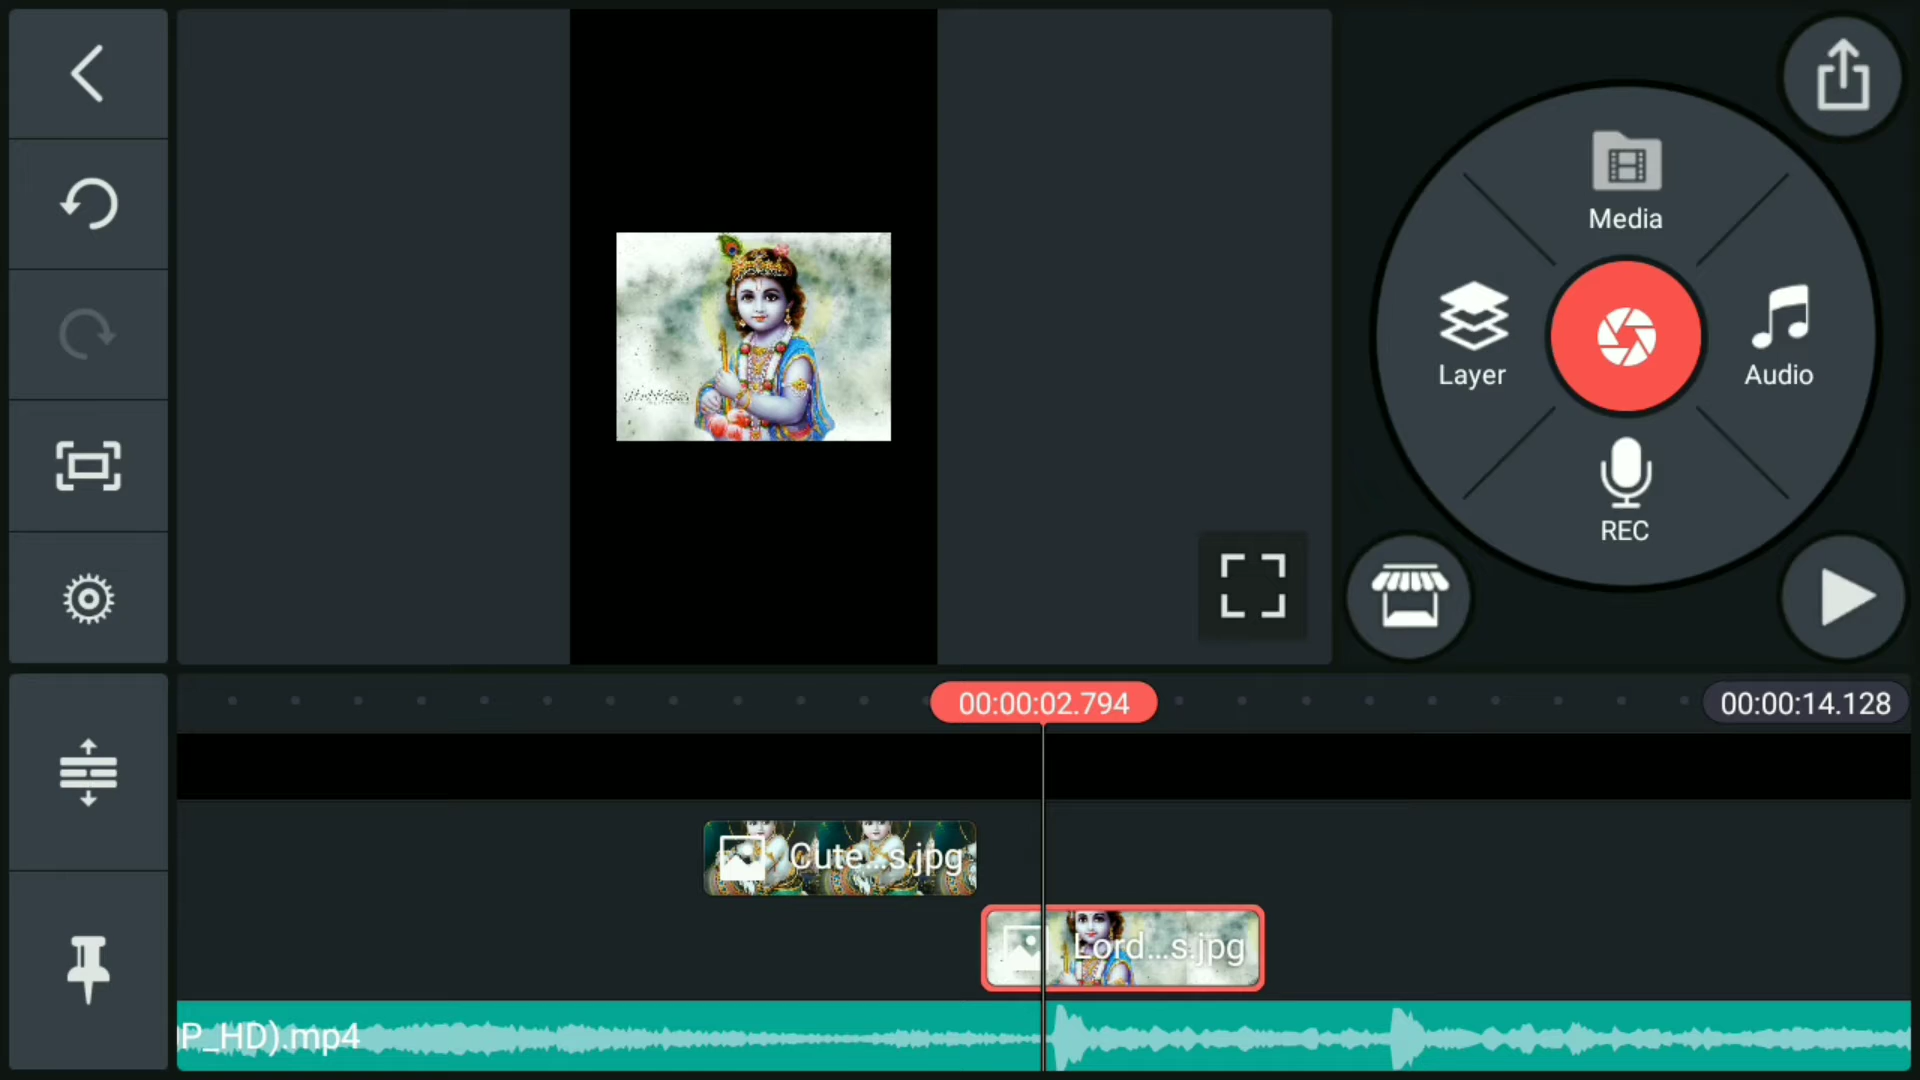 Media
Layer
Audio
REC
00:00:02.794
00:00:14.128
Cute...s.jpg
Lord...s.jpg
P_HD).mp4